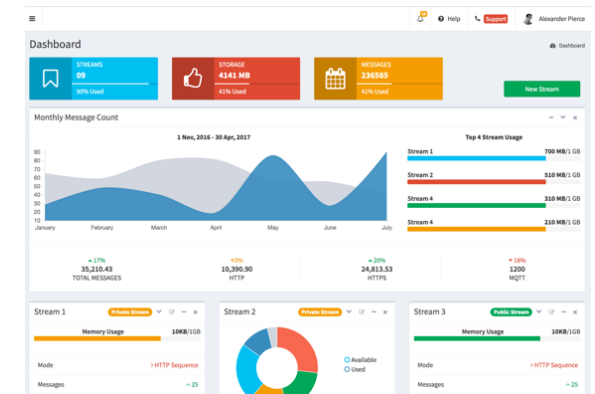 Help
Support
Alexander Pierce
Dashboard
Dashboard
STREAMS
09
90% Used
STORAGE
4141 MB
41% Used
MESSAGES
236585
41% Used
New Stream
Monthly Message Count
1 Nov, 2016 - 30 Apr, 2017
90
80
70
60
50
40
30
20
10
January February March April May June July
Top 4 Stream Usage
Stream 1 700 MB/1 GB
Stream 2 510 MB/1 GB
Stream 4 310 MB/1 GB
Stream 4 210 MB/1 GB
17%
35,210.43
TOTAL MESSAGES
10,390.90
HTTP
20%
24,813.53
HTTPS
18%
1200
MQTT
Stream 1 Private Stream
Memory Usage 10KB/1GB
Mode > HTTP Sequence
Messages 25
Stream 2 Private Stream
Available
Used
Stream 3 Public Stream
Memory Usage 10KB/1GB
Mode > HTTP Sequence
Messages 25